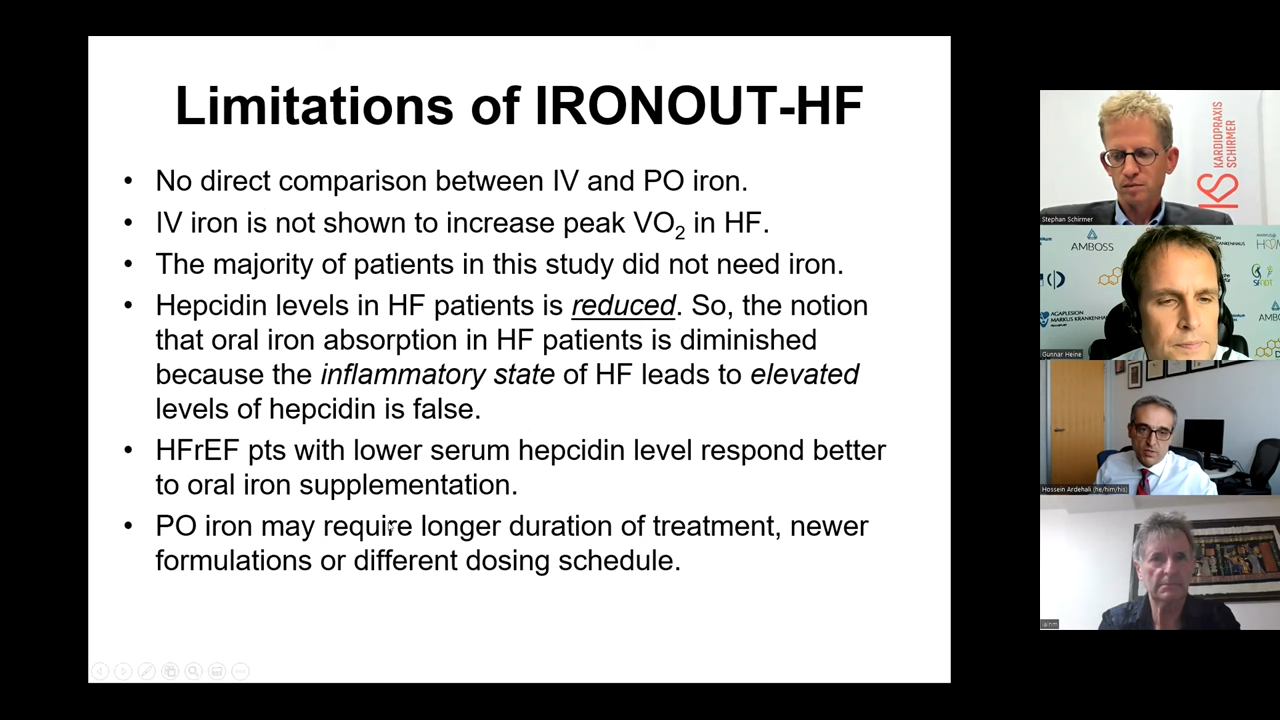 Limitations of IRONOUT-HF
• No direct comparison between IV and PO iron.
• IV iron is not shown to increase peak VO2 in HF.
• The majority of patients in this study did not need iron.
• Hepcidin levels in HF patients is reduced. So, the notion
that oral iron absorption in HF patients is diminished
because the inflammatory state of HF leads to elevated
levels of hepcidin is false.
• HFrEF pts with lower serum hepcidin level respond better
to oral iron supplementation.
• PO iron may require longer duration of treatment, newer
formulations or different dosing schedule.
KARDIOPRAXIS
SCHIRMER
KS
Stephan Schirmer
AMBOSS
AGAPLESION
MARKUS KRANKENHAUS
Gunnar Heine
Hossein Ardehali (he/him/his)